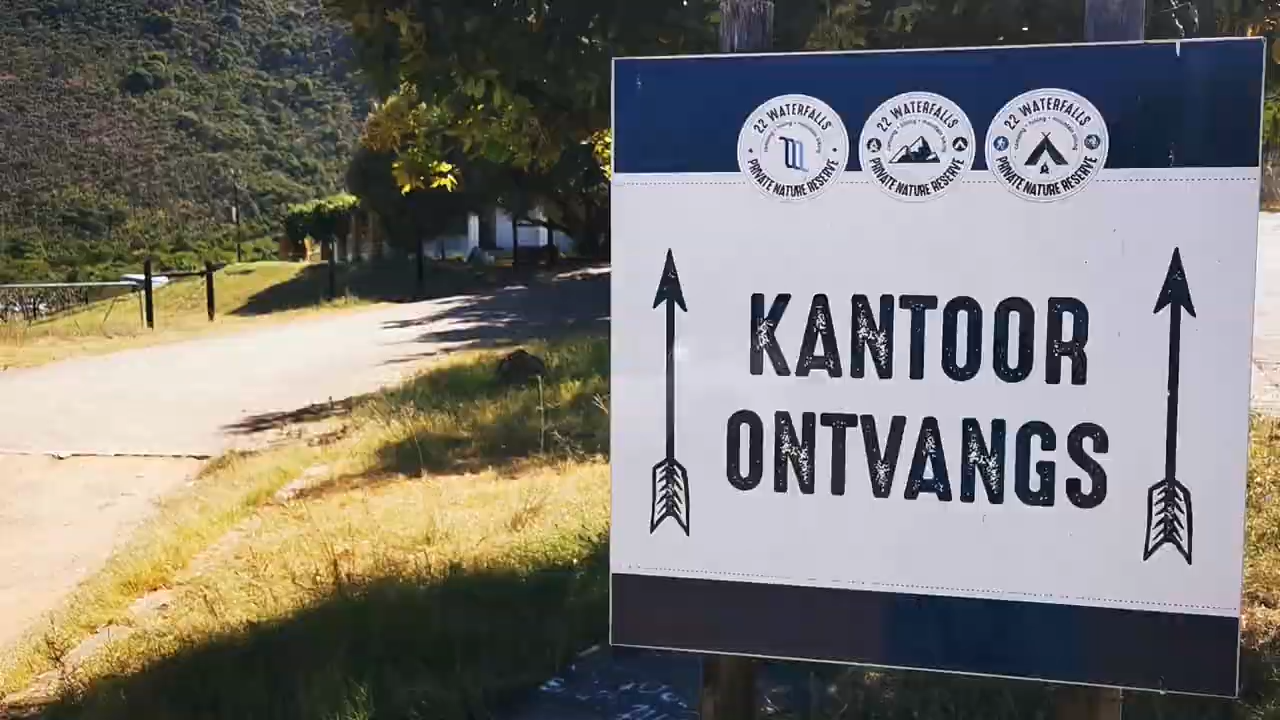 22 WATERFALLS
PRIVATE NATURE RESERVE
22 WATERFALLS
PRIVATE NATURE RESERVE
22 WATERFALLS
PRIVATE NATURE RESERVE
KANTOOR
ONTVANGS